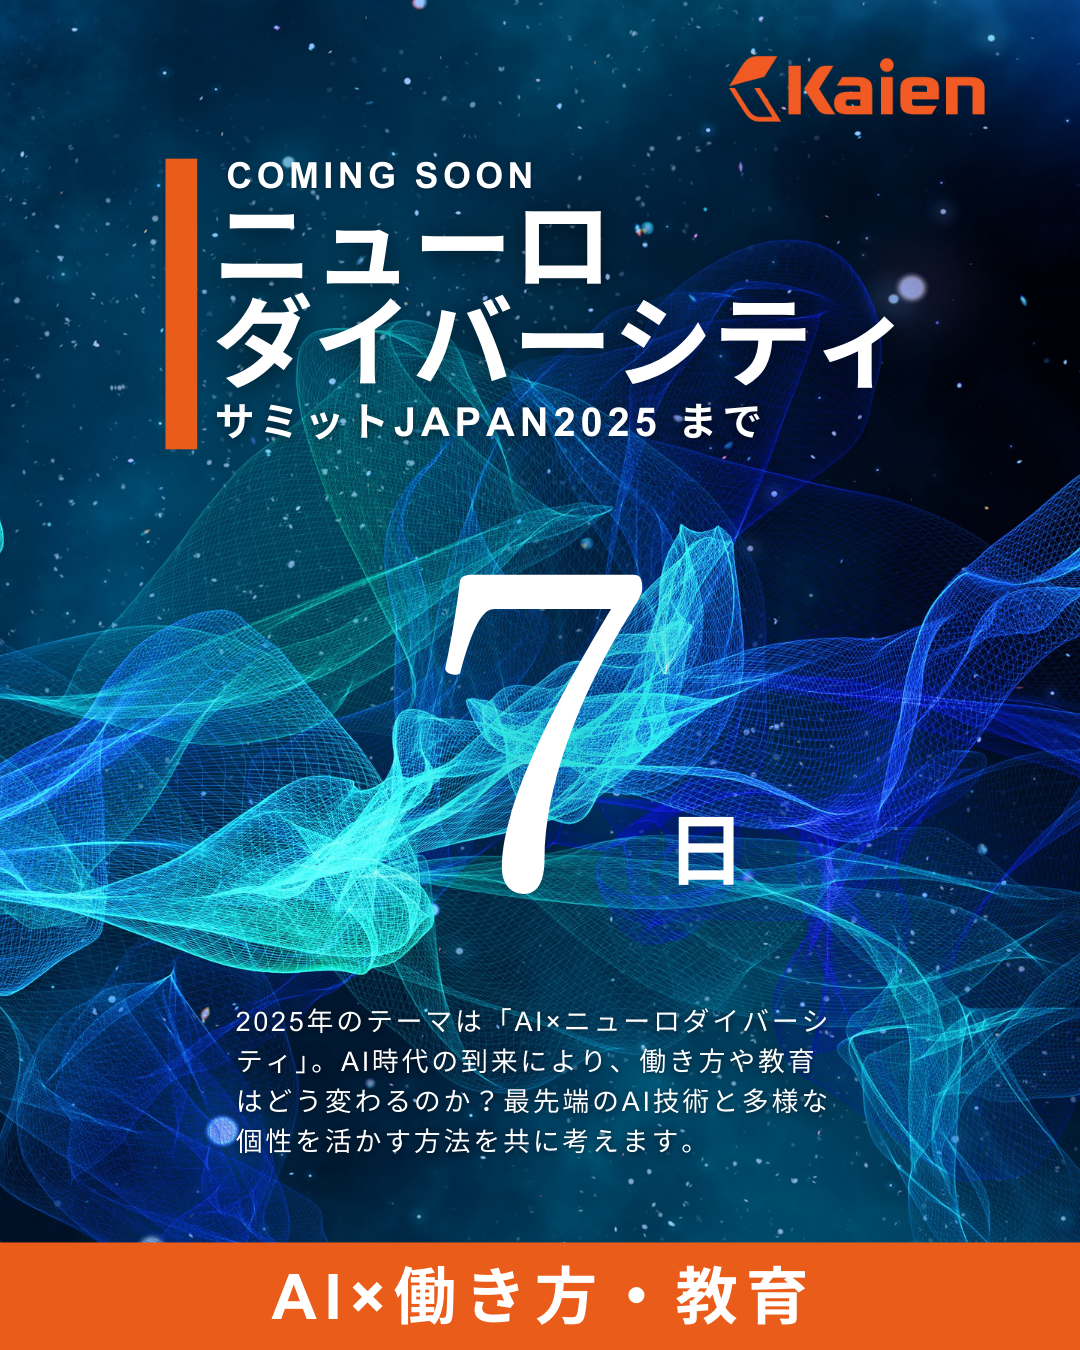 Kaien
COMING SOON
ニューロ
ダイバーシティ
サミットJAPAN2025 まで
7
日
2025年のテーマは「AI×ニューロダイバーシ
ティ」。AI時代の到来により、働き方や教育
はどう変わるのか？最先端のAI技術と多様な
個性を活かす方法を共に考えます。
AI×働き方・教育